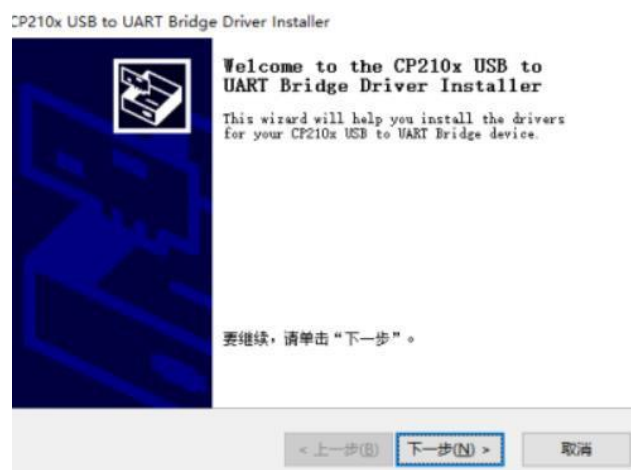 CP210x USB to UART Bridge Driver Installer
Welcome to the CP210x USB to
UART Bridge Driver Installer
This wizard will help you install the drivers
for your CP210x USB to UART Bridge device.
要继续，请单击“下一步”。
< 上一步(B) 下一步(N) > 取消